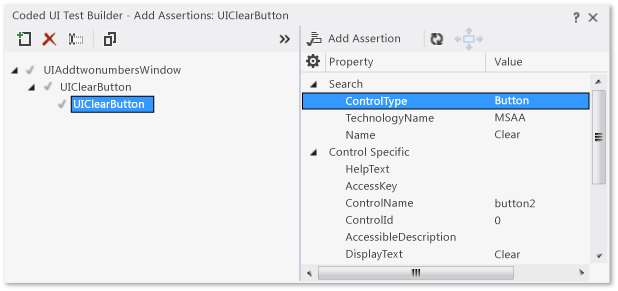 Coded UI Test Builder - Add Assertions: UIClearButton
? ×
»
Add Assertion
UIAddtwonumbersWindow
UIClearButton
UIClearButton
Property Value
Search
ControlType Button
TechnologyName MSAA
Name Clear
Control Specific
HelpText
AccessKey
ControlName button2
ControlId 0
AccessibleDescription
DisplayText Clear